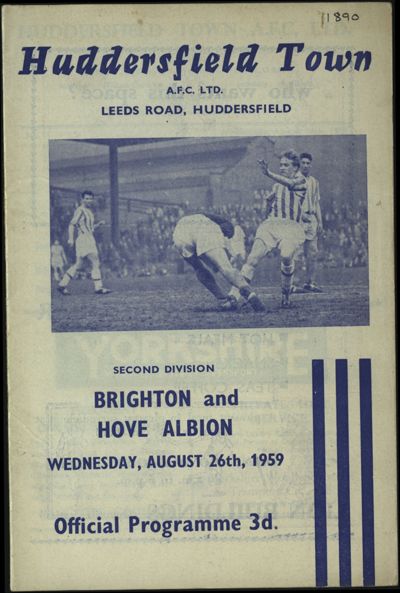 11890
Huddersfield Town
A.F.C. LTD.
LEEDS ROAD, HUDDERSFIELD
SECOND DIVISION
BRIGHTON and
HOVE ALBION
WEDNESDAY, AUGUST 26th, 1959
Official Programme 3d.